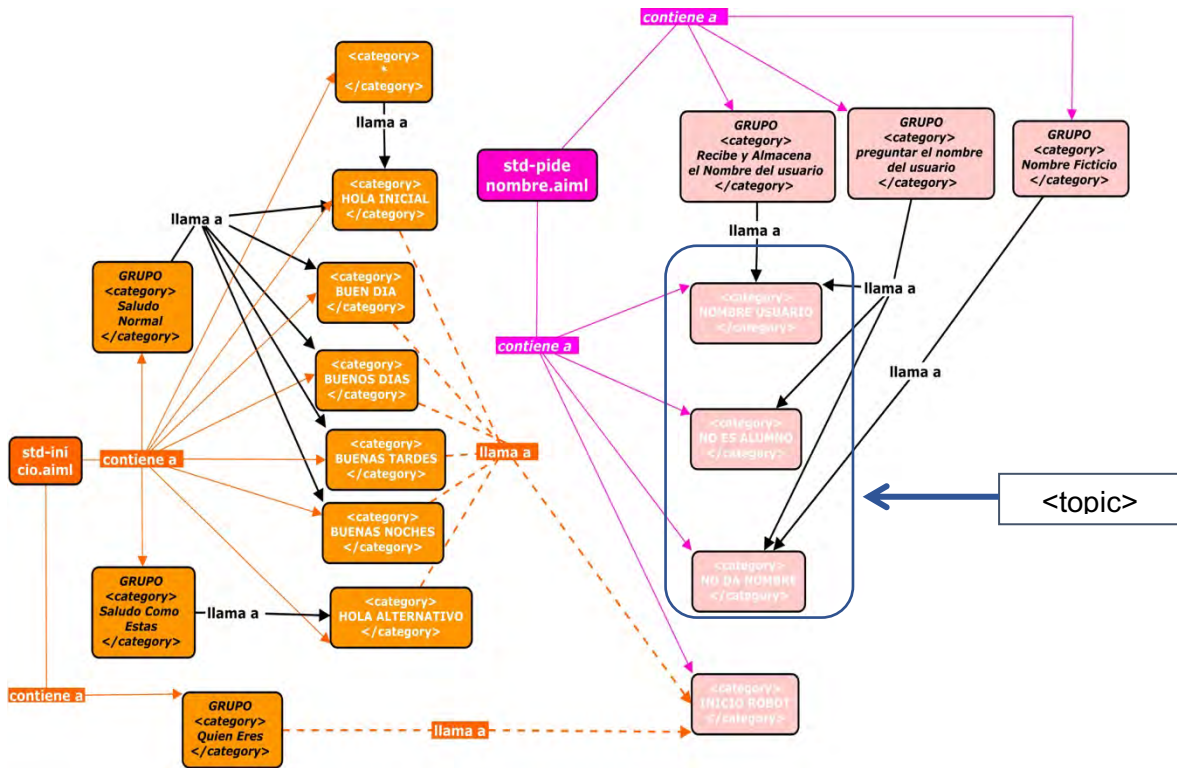 contiene a
<category>
*
</category>
llama a
GRUPO
<category>
Recibe y Almacena
el Nombre del usuario
</category>
GRUPO
<category>
preguntar el nombre
del usuario
</category>
GRUPO
<category>
Nombre Ficticio
</category>
std-pide
nombre.aiml
<category>
HOLA INICIAL
</category>
llama a
llama a
GRUPO
<category>
Saludo
Normal
</category>
<category>
BUEN DIA
</category>
<category>
NOMBRE USUARIO
</category>
llama a
contiene a
<category>
BUENOS DIAS
</category>
llama a
<category>
NO ES ALUMNO
</category>
std-ini
cio.aiml
contiene a
<category>
BUENAS TARDES
</category>
llama a
<topic>
<category>
BUENAS NOCHES
</category>
<category>
NO DA NOMBRE
</category>
GRUPO
<category>
Saludo Como
Estas
</category>
llama a
<category>
HOLA ALTERNATIVO
</category>
contiene a
GRUPO
<category>
Quien Eres
</category>
llama a
<category>
INICIO ROBOT
</category>